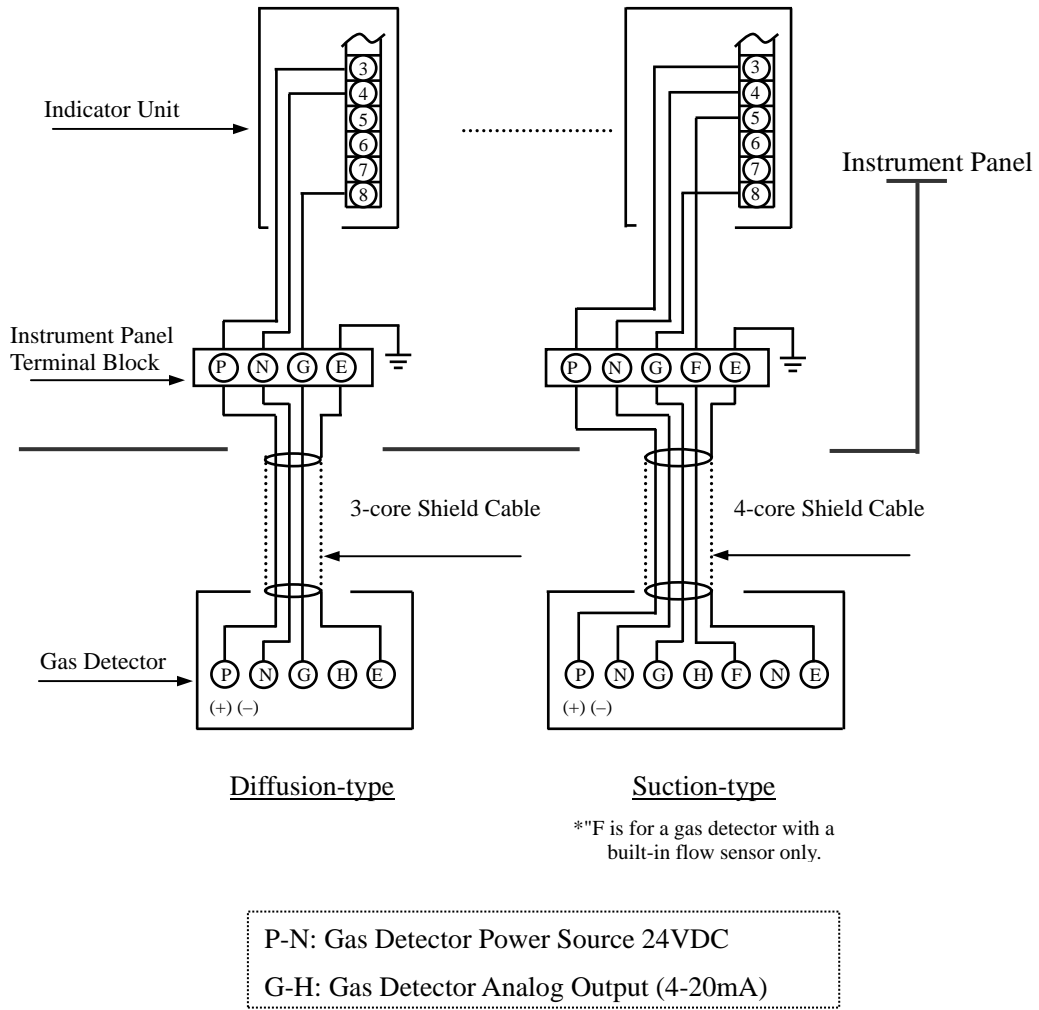 3
4
5
6
7
8
3
4
5
6
7
8
Indicator Unit
Instrument Panel
Instrument Panel
Terminal Block
P N G E
P N G F E
3-core Shield Cable
4-core Shield Cable
Gas Detector
P N G H E
(+) (–)
P N G H F N E
(+) (–)
Diffusion-type
Suction-type
*"F is for a gas detector with a
built-in flow sensor only.
P-N: Gas Detector Power Source 24VDC
G-H: Gas Detector Analog Output (4-20mA)